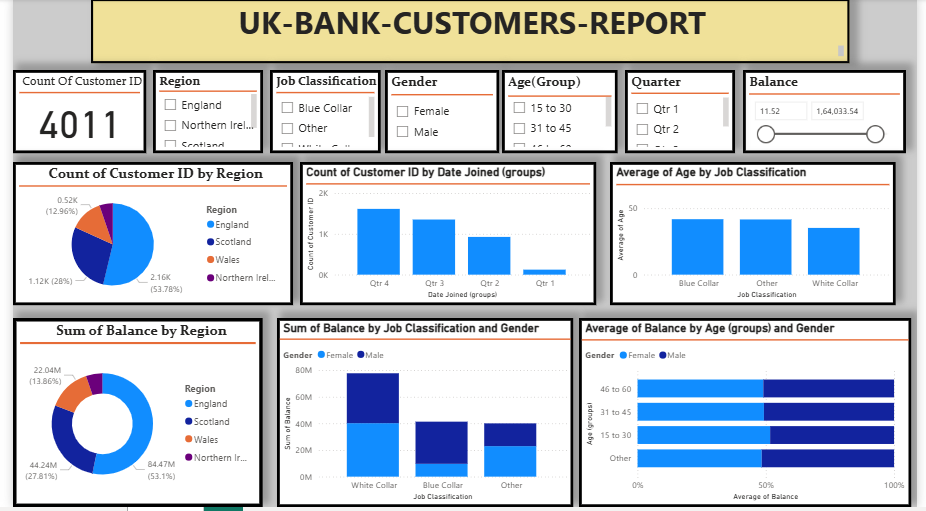 UK-BANK-CUSTOMERS-REPORT
Count Of Customer ID
4011
Region
England
Northern Irel...
Scotland
Job Classification
Blue Collar
Other
Gender
Female
Male
Age(Group)
15 to 30
31 to 45
Quarter
Qtr 1
Qtr 2
Balance
11.52
1,64,033.54
Count of Customer ID by Region
0.52K
(12.96%)
1.12K (28%)
2.16K
(53.78%)
Region
England
Scotland
Wales
Northern Irel...
Count of Customer ID by Date Joined (groups)
Count of Customer ID
2K
1K
0K
Qtr 4
Qtr 3
Qtr 2
Qtr 1
Date Joined (groups)
Average of Age by Job Classification
Average of Age
50
0
Blue Collar
Other
White Collar
Job Classification
Sum of Balance by Region
22.04M
(13.86%)
44.24M
(27.81%)
84.47M
(53.1%)
Region
England
Scotland
Wales
Northern Ir...
Sum of Balance by Job Classification and Gender
Gender Female Male
Sum of Balance
80M
60M
40M
20M
0M
White Collar
Blue Collar
Other
Job Classification
Average of Balance by Age (groups) and Gender
Gender Female Male
Age (groups)
46 to 60
31 to 45
15 to 30
Other
0%
50%
100%
Average of Balance